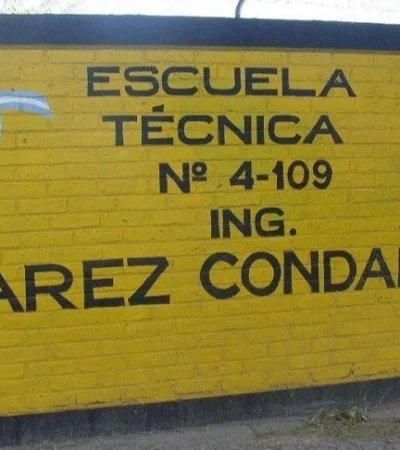 ESCUELA
TÉCNICA
Nº 4-109
ING.
AREZ CONDA